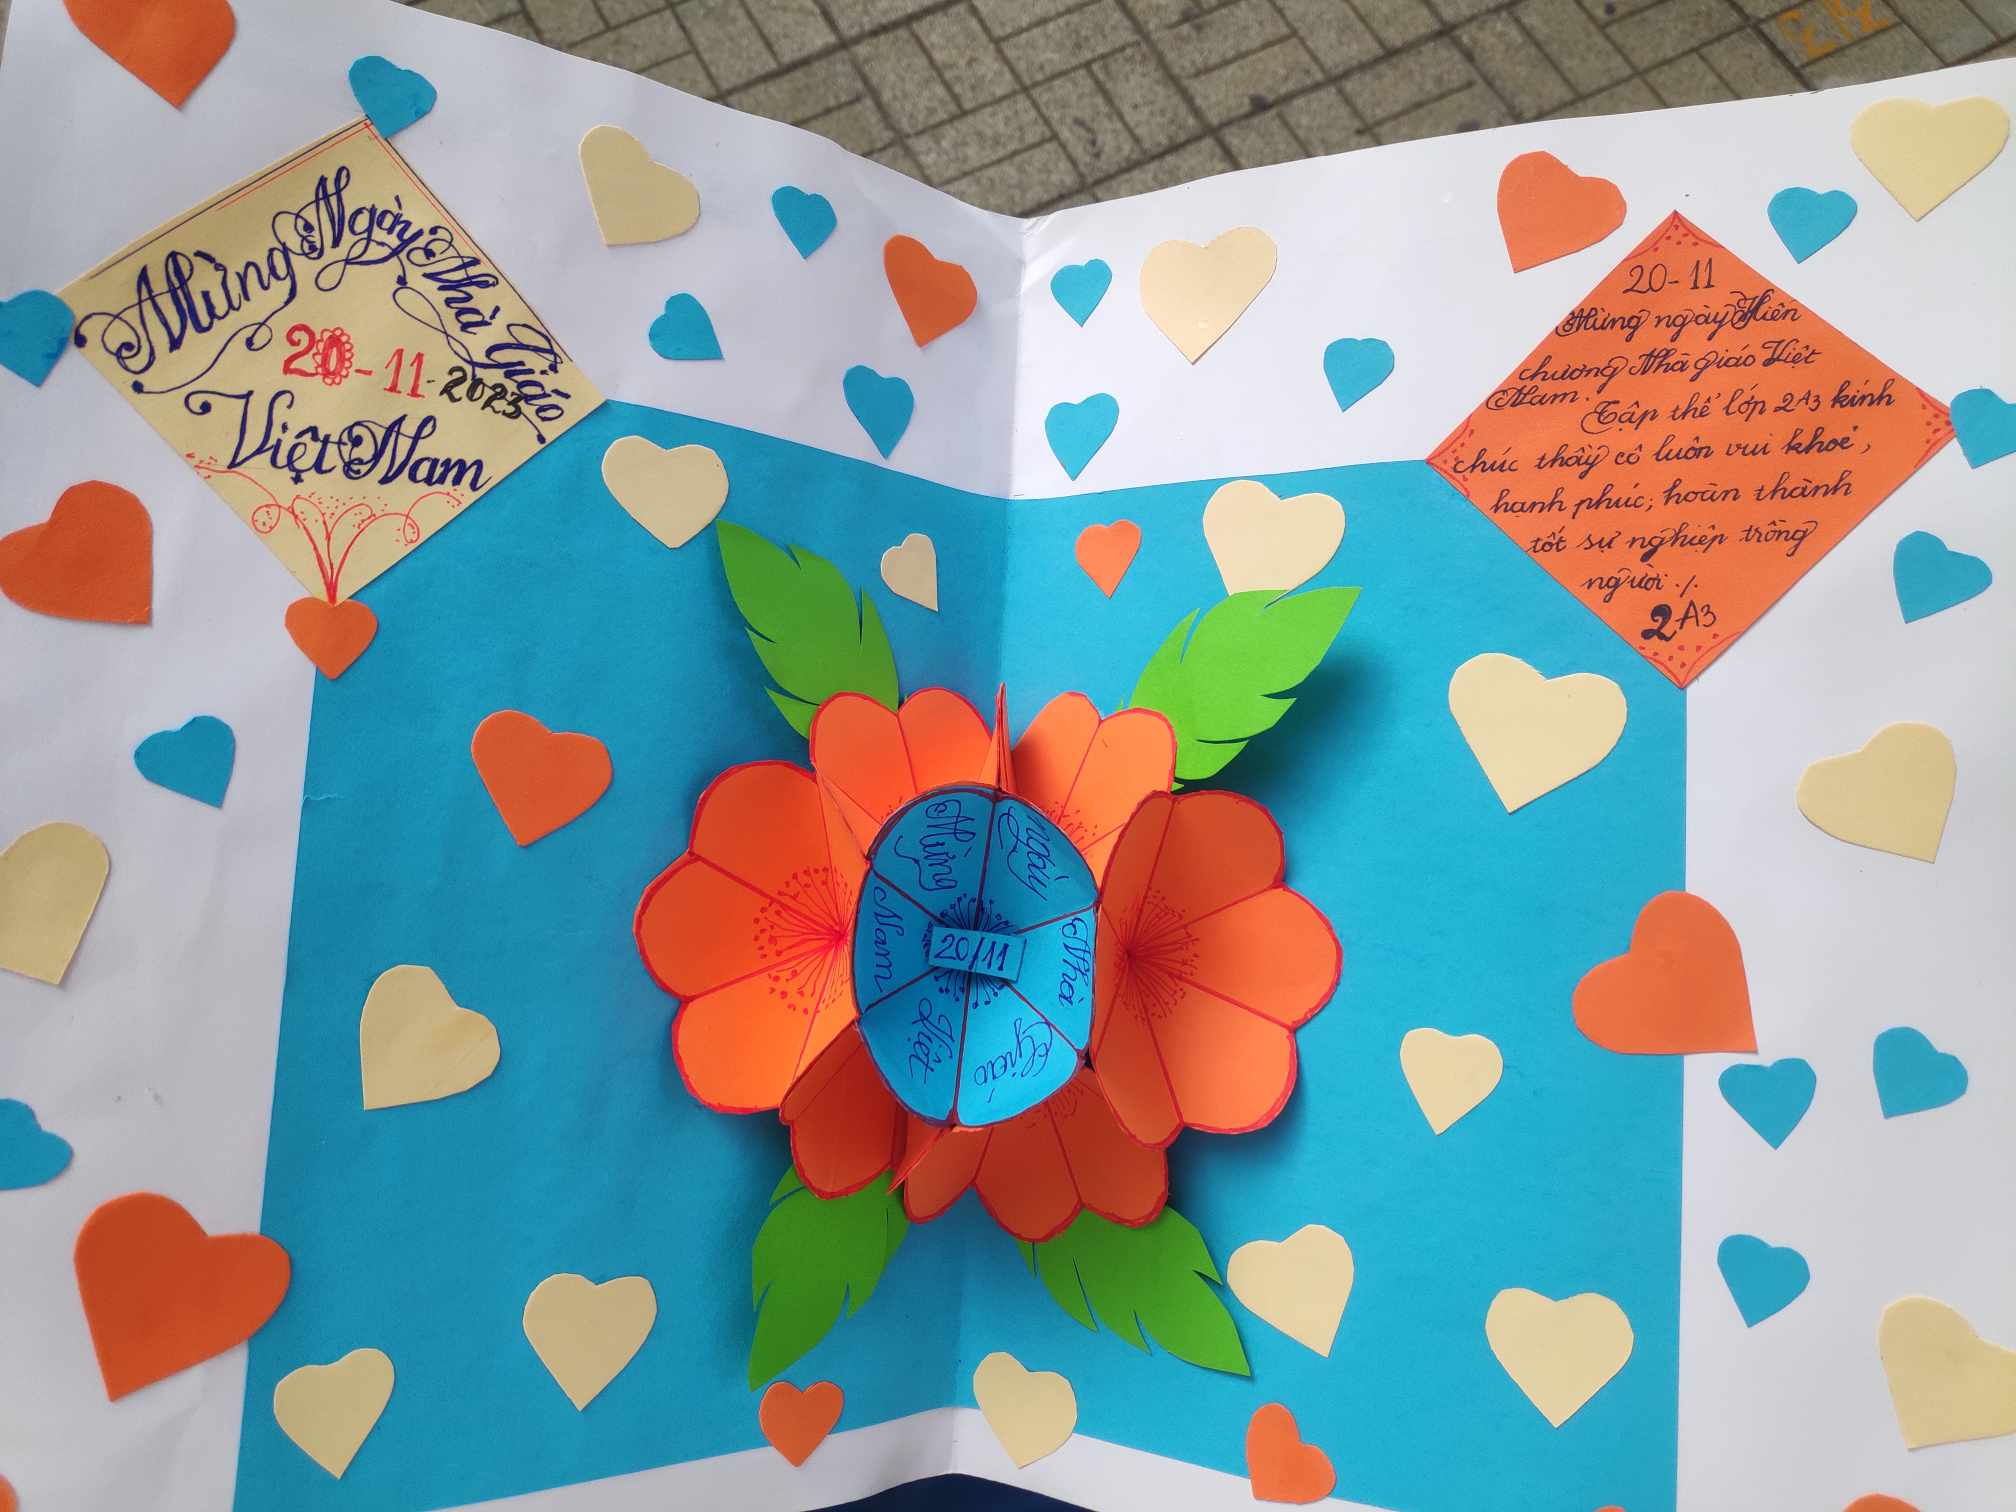 Mừng Ngày Nhà Giáo
20-11-2023
Việt Nam
20-11
Mừng ngày Hiến
chương Nhà giáo Việt
Nam.
Tập thể lớp 2A3 kính
chúc thầy cô luôn vui khoẻ,
hạnh phúc, hoàn thành
tốt sự nghiệp trồng
người ./.
2A3
Mừng
ngày
Nhà
Giáo
Việt
Nam
20/11